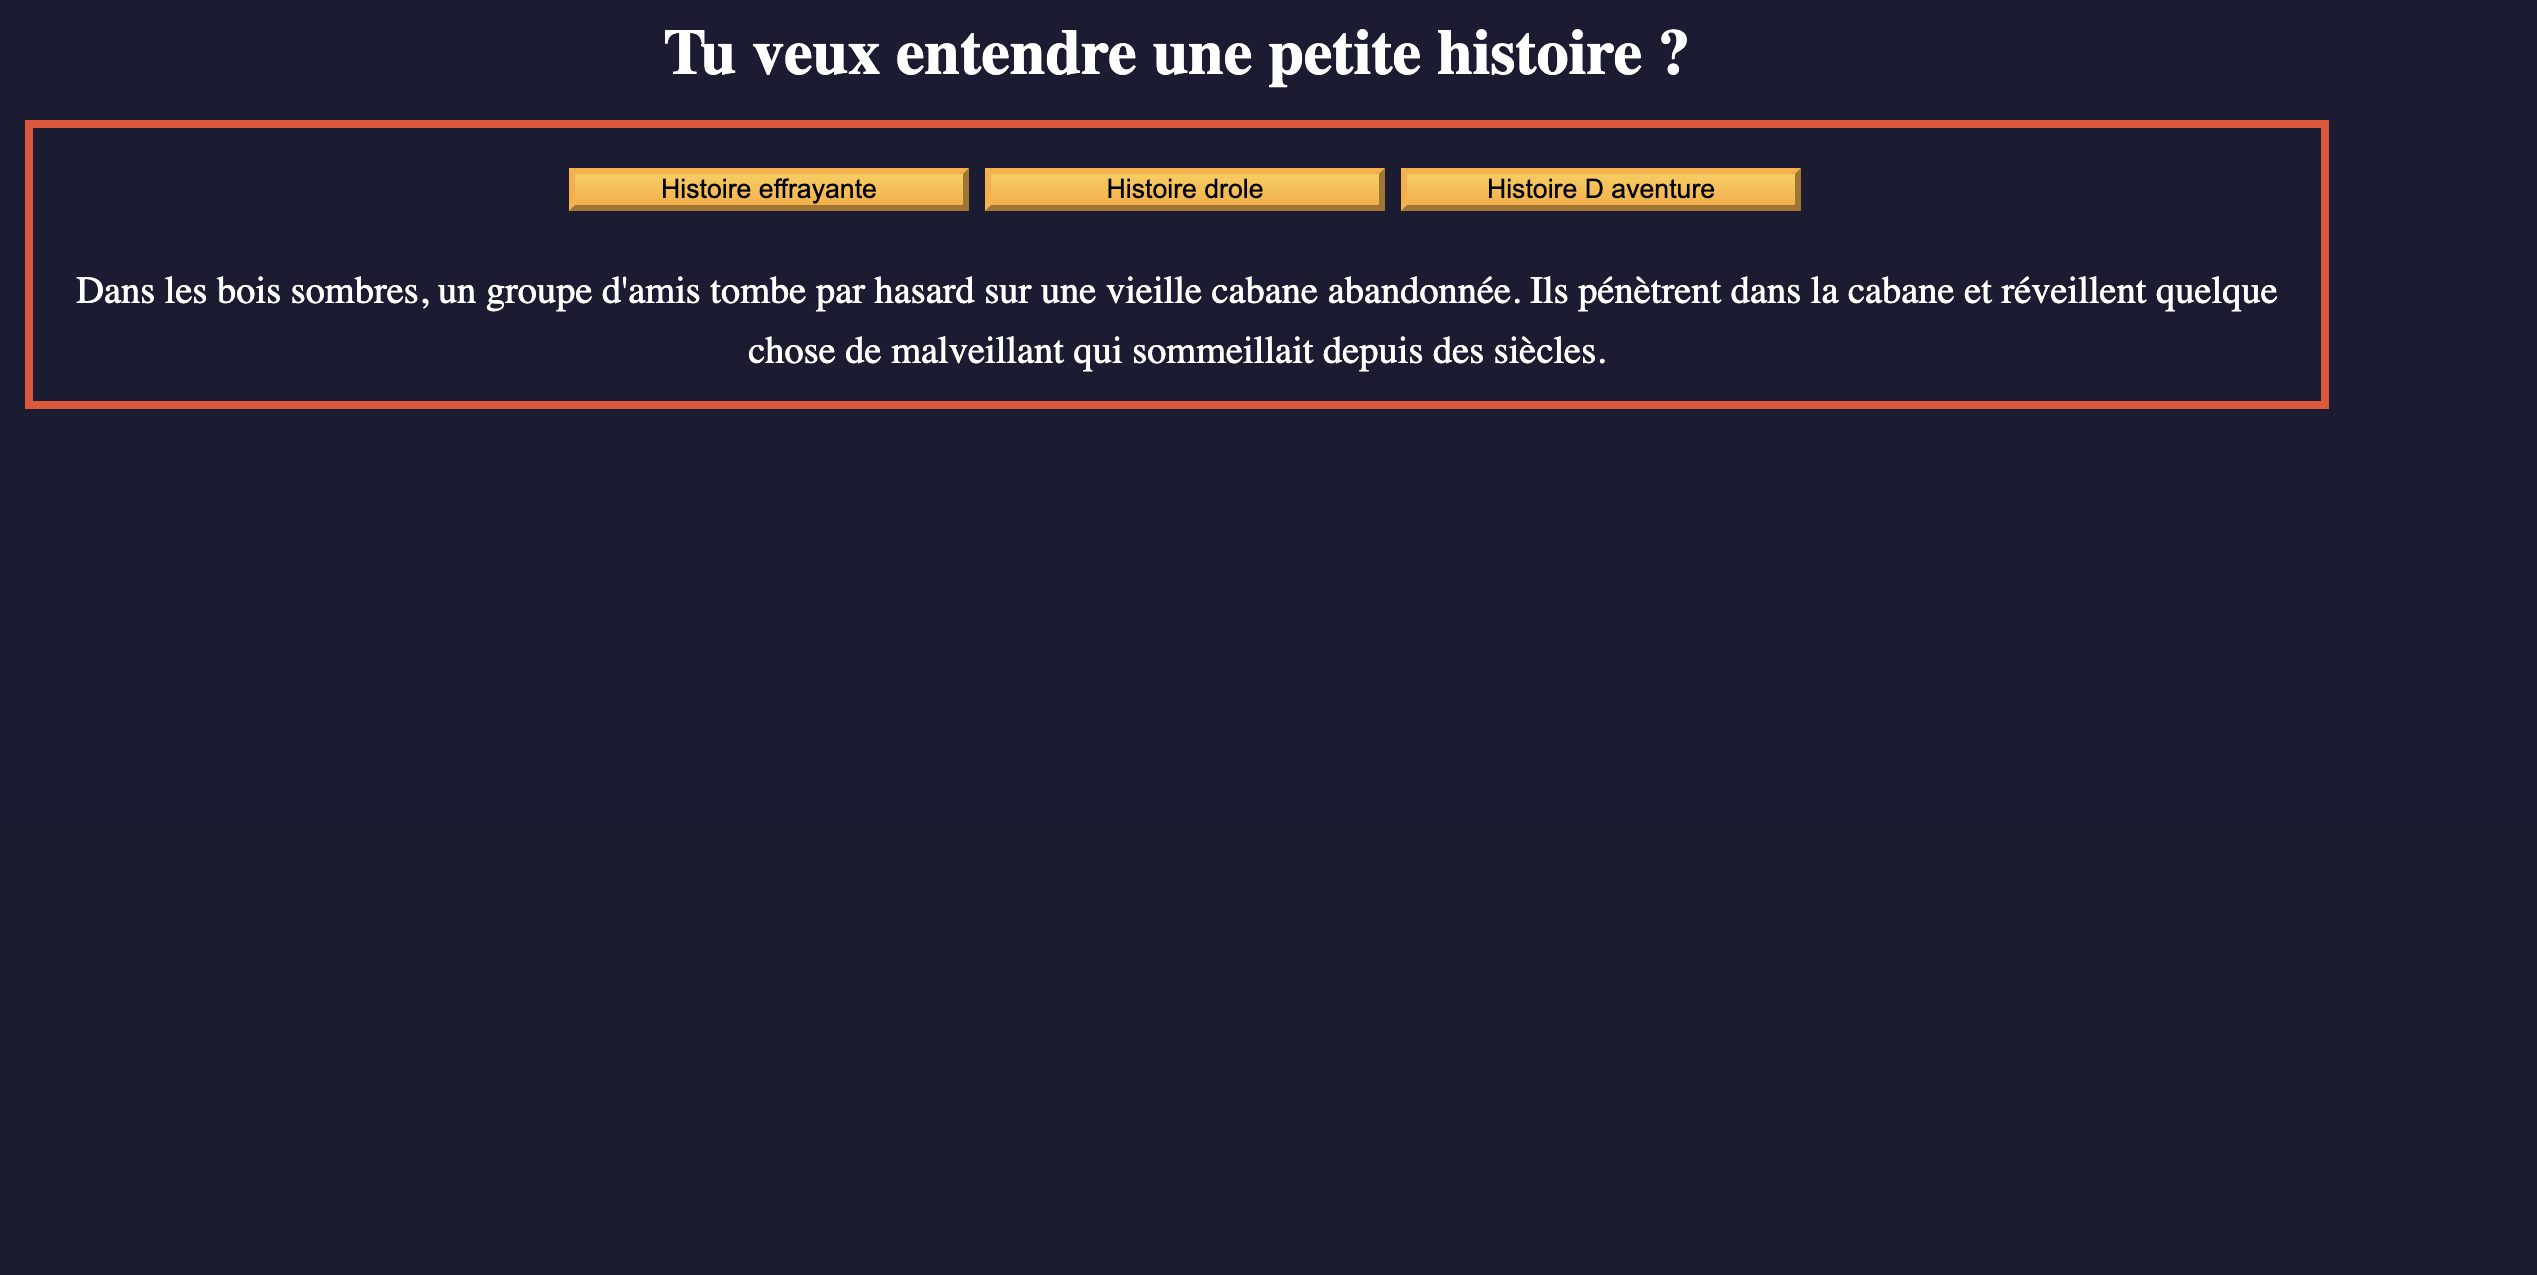 Tu veux entendre une petite histoire ?
Histoire effrayante
Histoire drole
Histoire D aventure
Dans les bois sombres, un groupe d'amis tombe par hasard sur une vieille cabane abandonnée. Ils pénètrent dans la cabane et réveillent quelque
chose de malveillant qui sommeillait depuis des siècles.